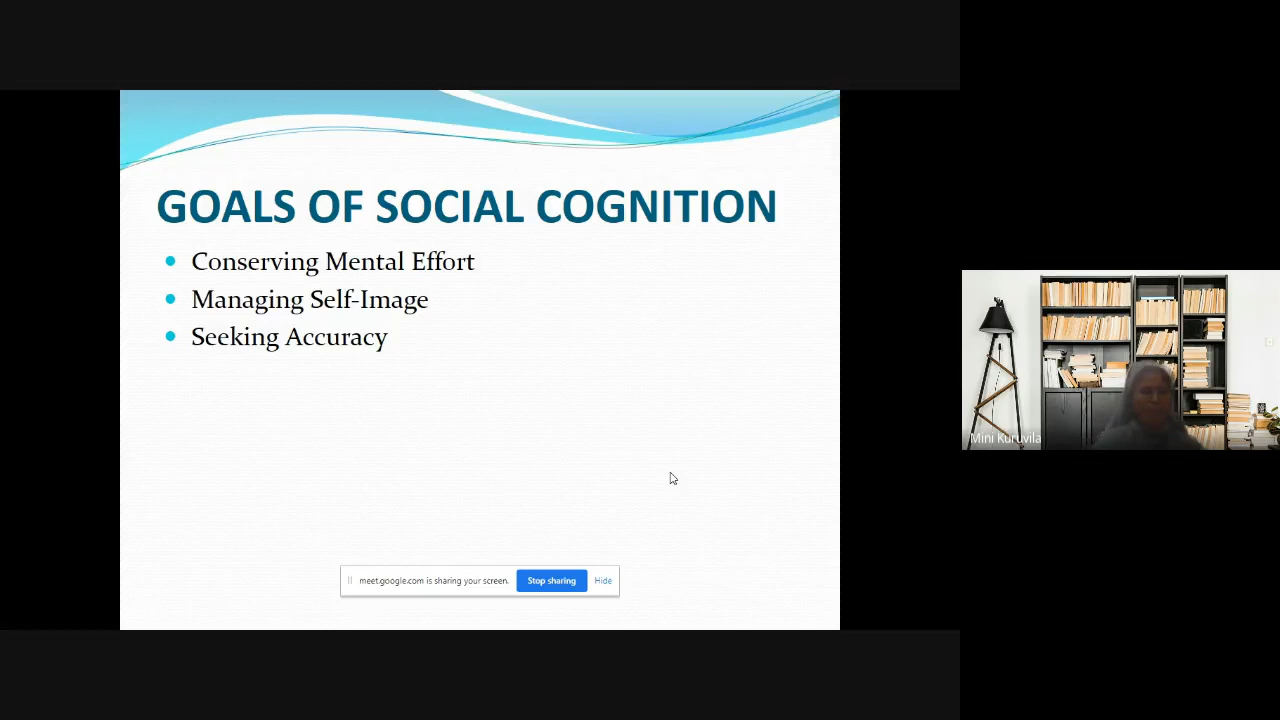 GOALS OF SOCIAL COGNITION
Conserving Mental Effort
Managing Self-Image
Seeking Accuracy
meet.google.com is sharing your screen. Stop sharing Hide
Mini Kuruvila